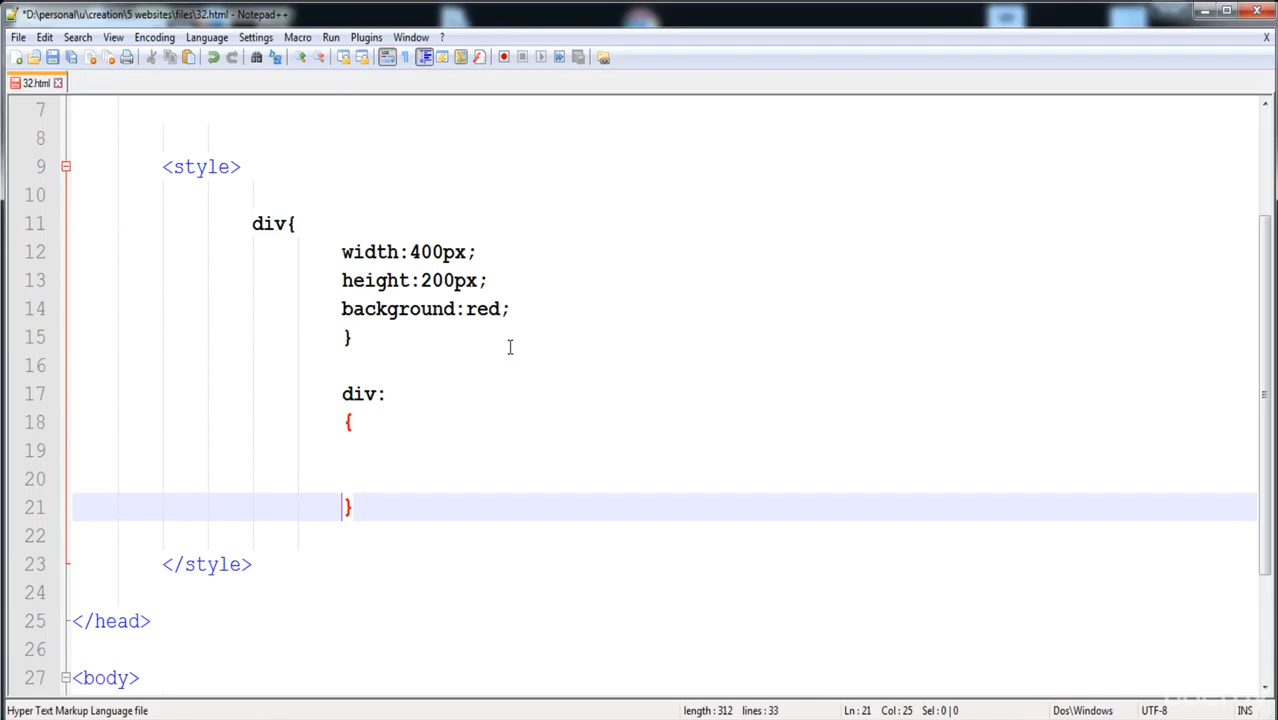 *D:\personal\u\creation\5 websites\files\32.html - Notepad++
File Edit Search View Encoding Language Settings Macro Run Plugins Window ? X
32.html
7
8
9 <style>
10
11 div{
12 width:400px;
13 height:200px;
14 background:red;
15 }
16
17 div:
18 {
19
20
21 }
22
23 </style>
24
25 </head>
26
27 <body>
Hyper Text Markup Language file length : 312 lines : 33 Ln : 21 Col : 25 Sel : 0 | 0 Dos\Windows UTF-8 INS